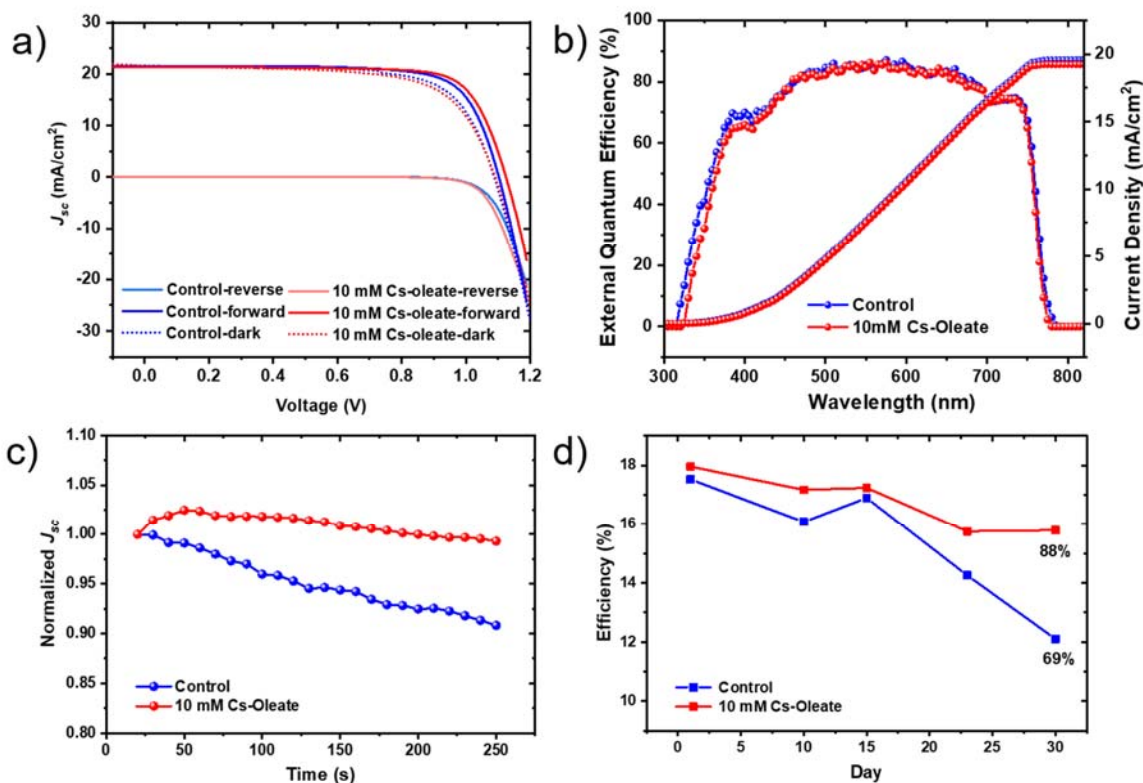 a)
J_sc (mA/cm²)
30
20
10
0
-10
-20
-30
Control-reverse
Control-forward
Control-dark
10 mM Cs-oleate-reverse
10 mM Cs-oleate-forward
10 mM Cs-oleate-dark
0.0 0.2 0.4 0.6 0.8 1.0 1.2
Voltage (V)
b)
External Quantum Efficiency (%)
100
80
60
40
20
0
Control
10mM Cs-Oleate
20
15
10
5
0
Current Density (mA/cm²)
300 400 500 600 700 800
Wavelength (nm)
c)
Normalized J_sc
1.10
1.05
1.00
0.95
0.90
0.85
0.80
Control
10 mM Cs-Oleate
0 50 100 150 200 250
Time (s)
d)
Efficiency (%)
18
16
14
12
10
88%
69%
Control
10 mM Cs-Oleate
0 5 10 15 20 25 30
Day